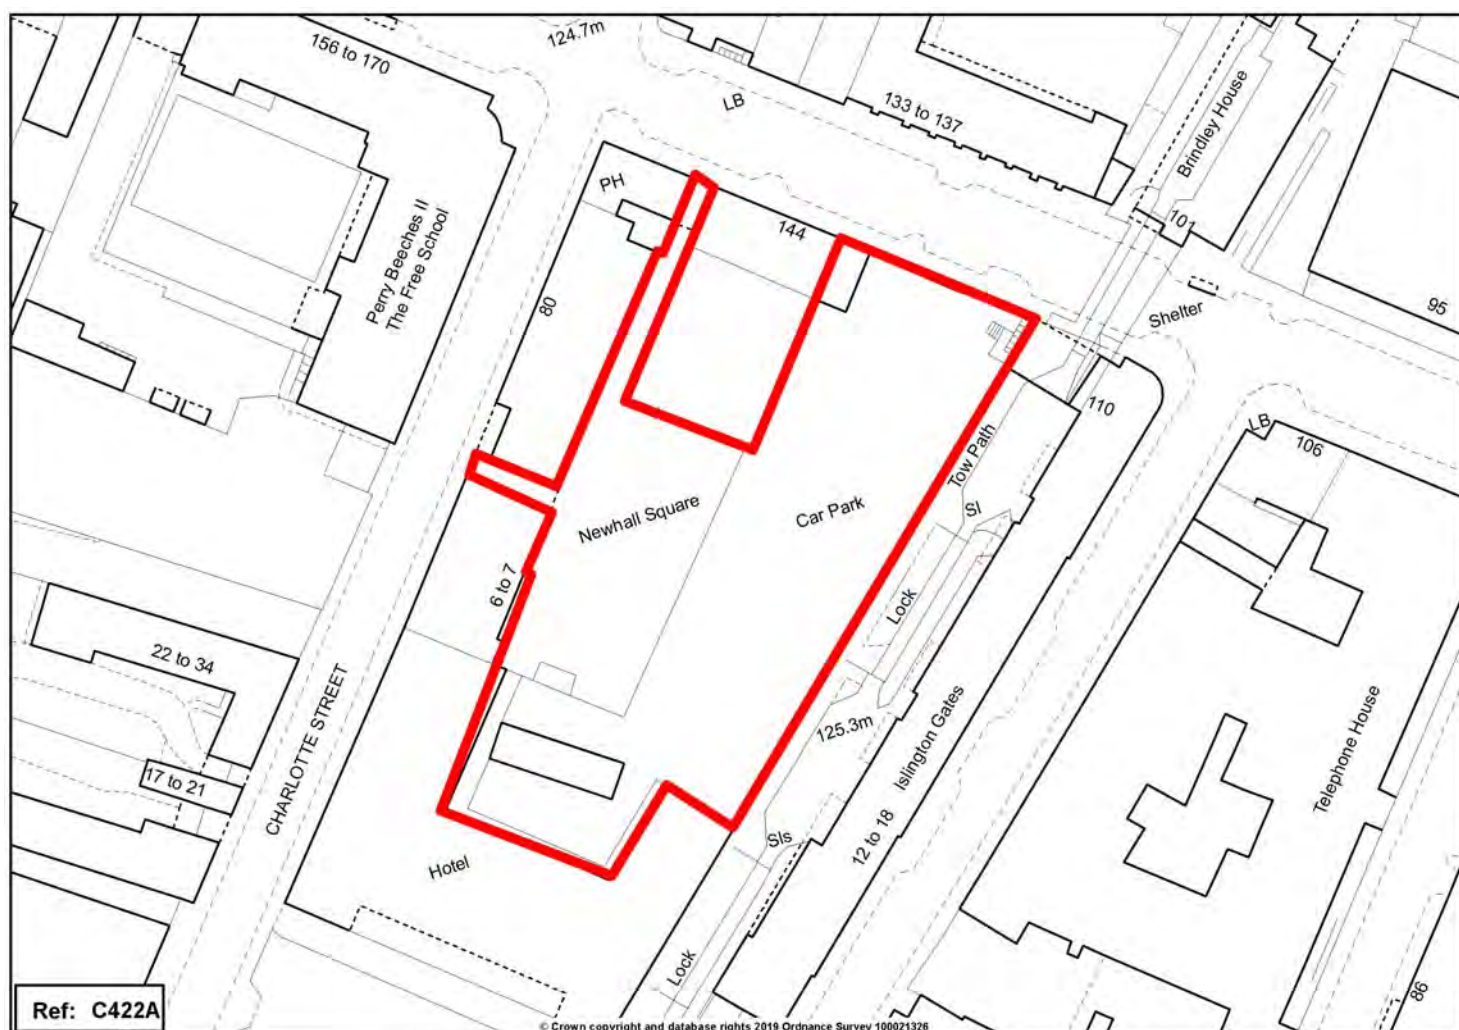 124.7m
156 to 170
LB
133 to 137
Brindley House
PH
144
101
Perry Beeches II
The Free School
80
Shelter
95
110
LB
106
Tow Path
Newhall Square
Car Park
Sl
6 to 7
Lock
22 to 34
CHARLOTTE STREET
125.3m
Islington Gates
Telephone House
17 to 21
12 to 18
Sls
Hotel
Lock
86
Ref: C422A
© Crown copyright and database rights 2019 Ordnance Survey 100021326